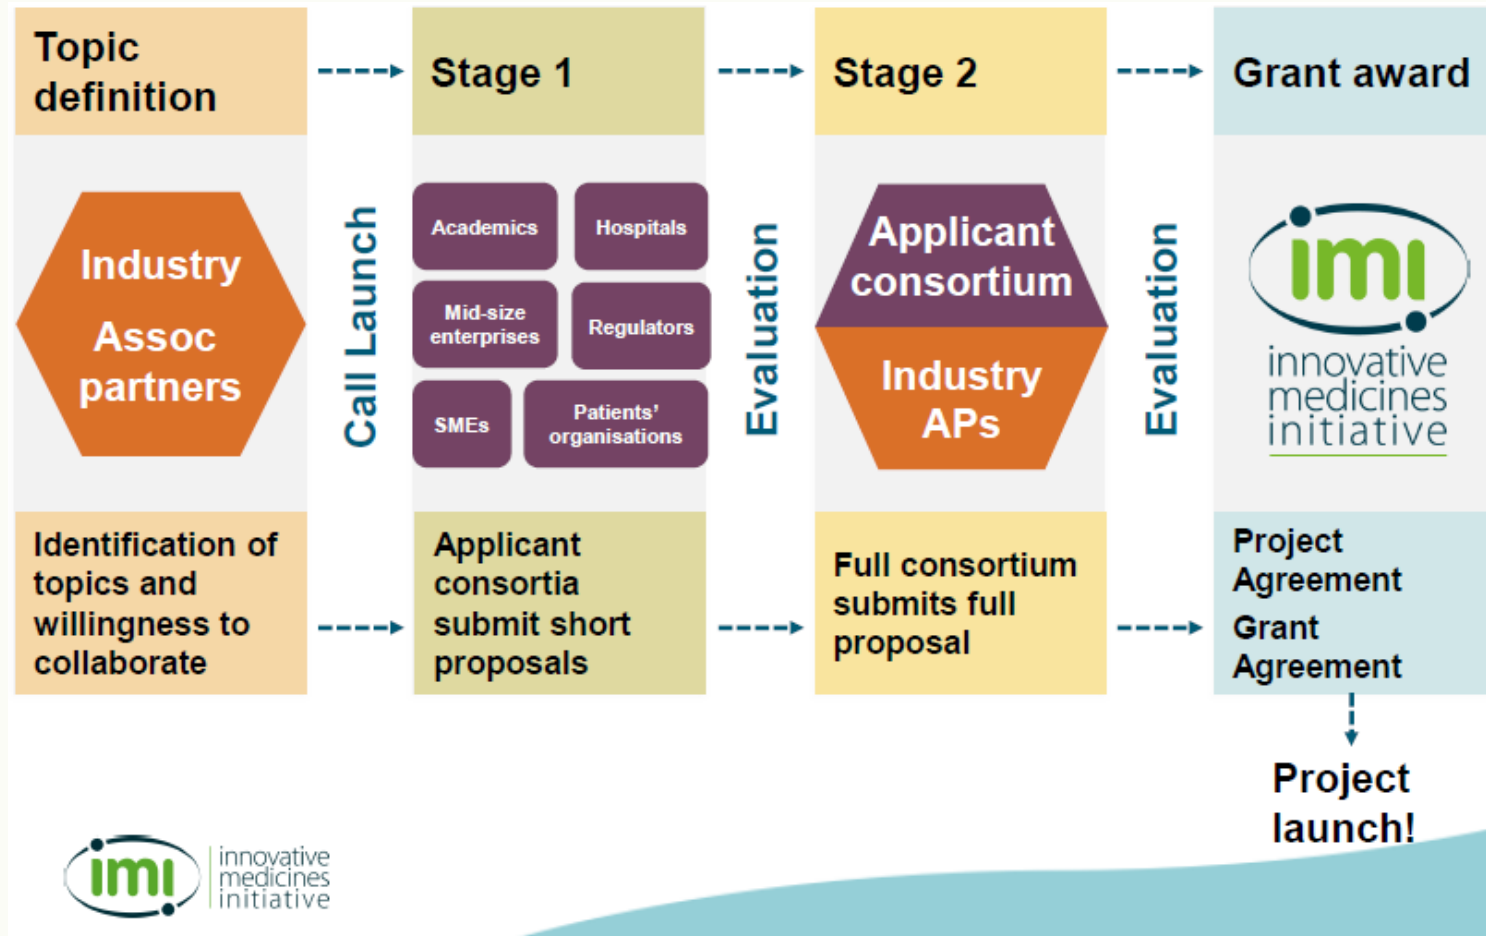 Topic
definition
Stage 1
Stage 2
Grant award
Industry
Assoc
partners
Call Launch
Academics
Hospitals
Mid-size
enterprises
Regulators
SMEs
Patients’
organisations
Evaluation
Applicant
consortium
Industry
APs
Evaluation
imi
innovative
medicines
initiative
Identification of
topics and
willingness to
collaborate
Applicant
consortia
submit short
proposals
Full consortium
submits full
proposal
Project
Agreement
Grant
Agreement
Project
launch!
imi
innovative
medicines
initiative